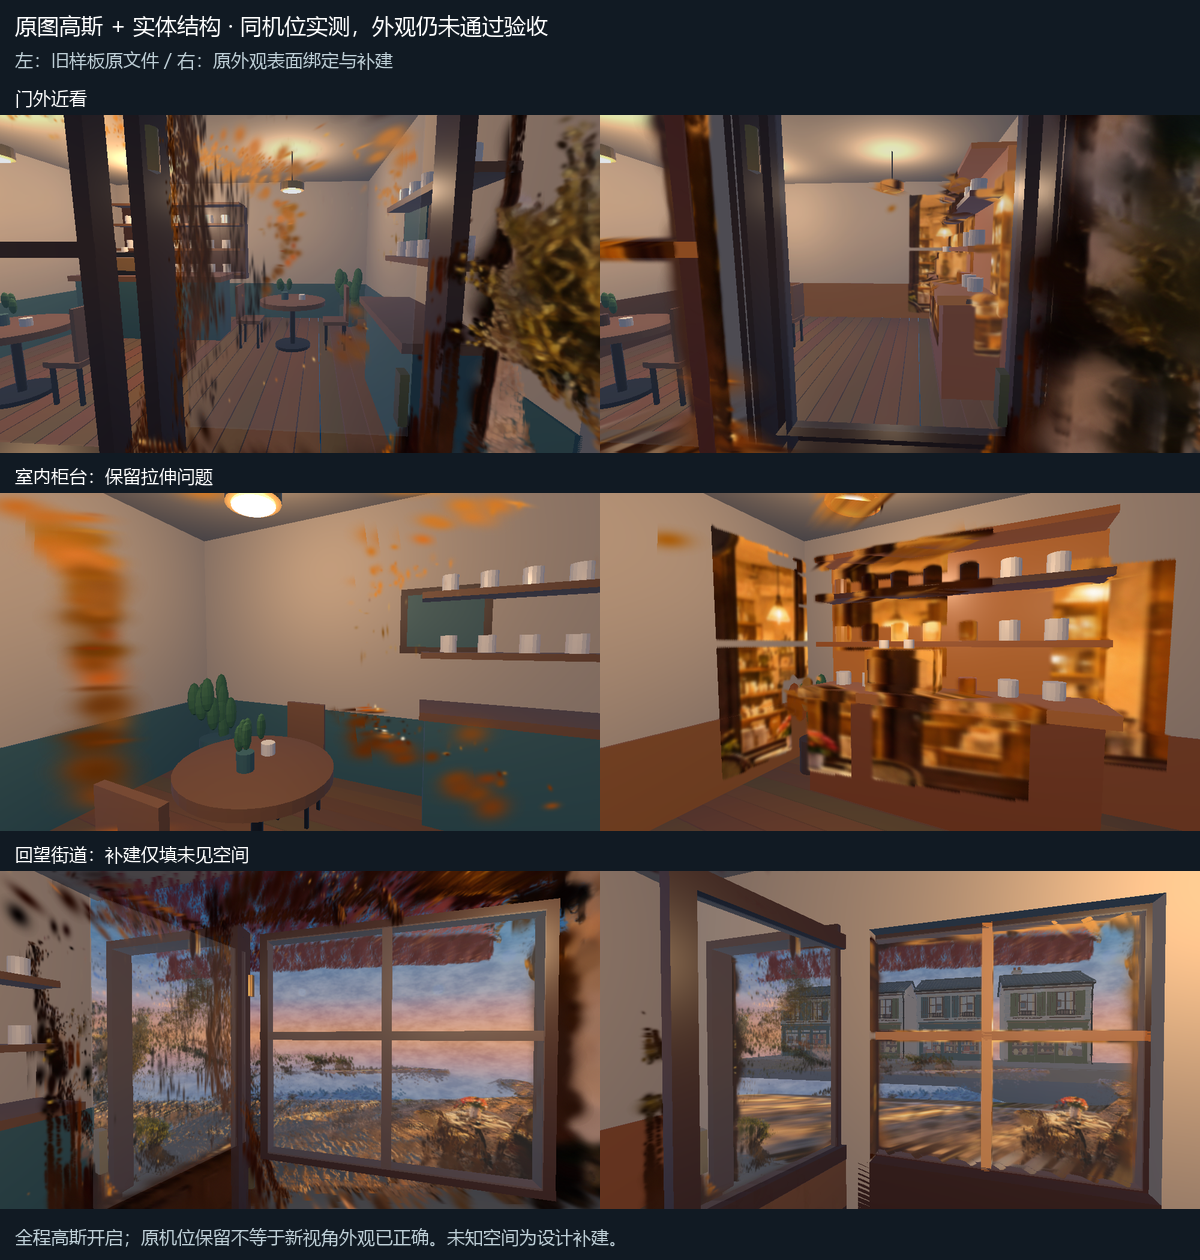 原图高斯 + 实体结构 · 同机位实测，外观仍未通过验收
左：旧样板原文件 / 右：原外观表面绑定与补建
门外近看
室内柜台：保留拉伸问题
回望街道：补建仅填未见空间
全程高斯开启；原机位保留不等于新视角外观已正确。未知空间为设计补建。